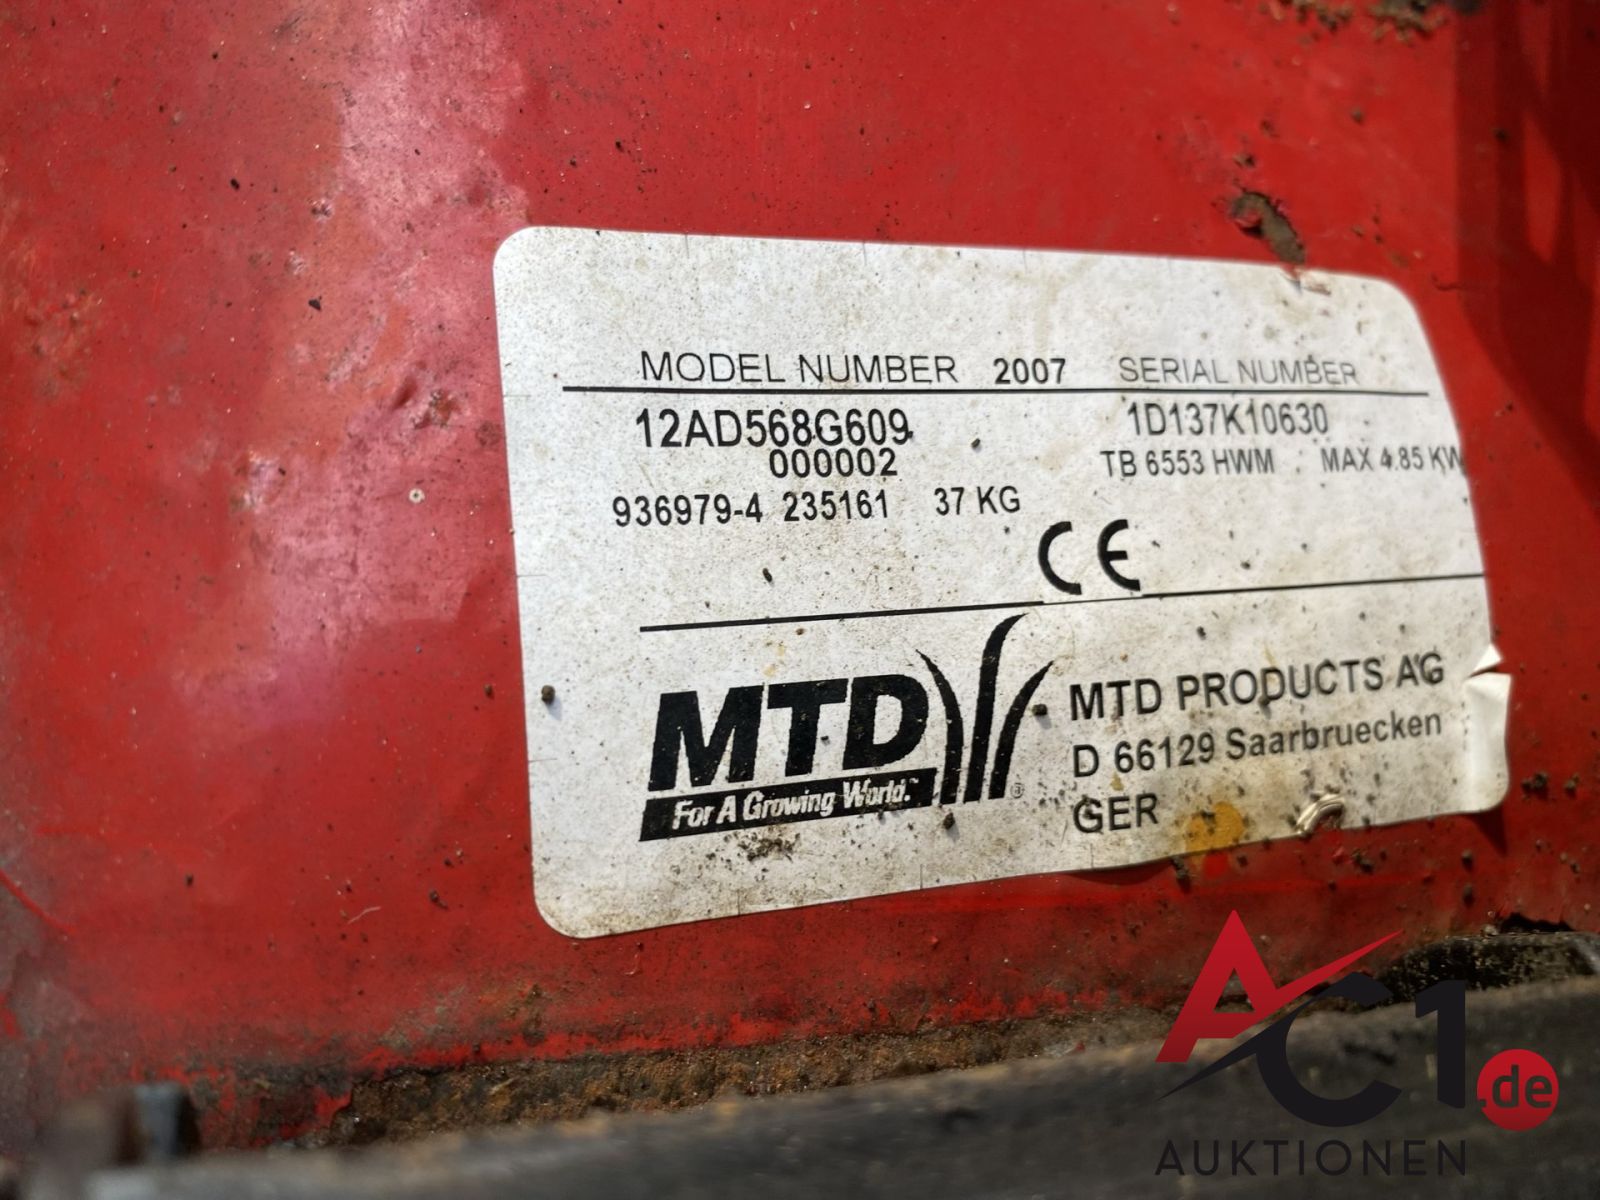 MODEL NUMBER 2007 SERIAL NUMBER
12AD568G609 1D137K10630
000002 TB 6553 HWM MAX 4.85 KW
936979-4 235161 37 KG
CE
MTD
For A Growing World.™
®
MTD PRODUCTS AG
D 66129 Saarbruecken
GER
AC1.de
AUKTIONEN